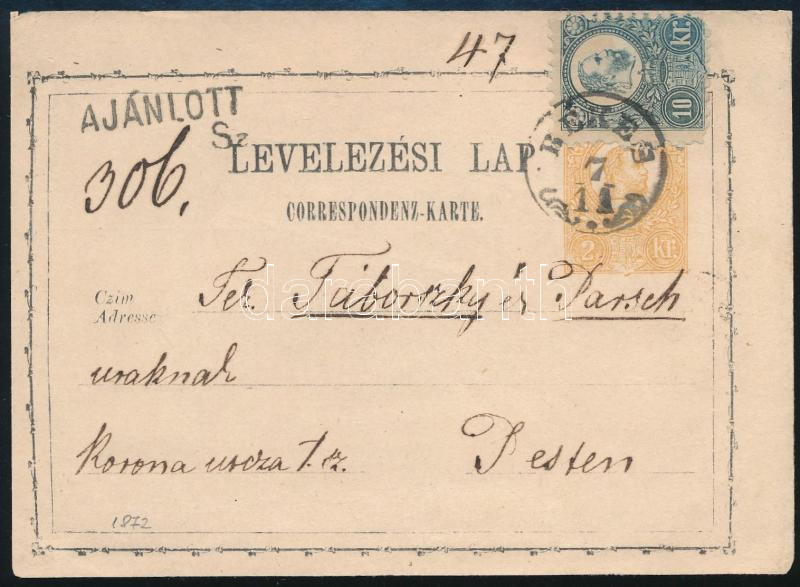 47
10 kr.
AJÁNLOTT
Sz
306,
LEVELEZÉSI LAP
CORRESPONDENZ-KARTE.
7
11
2 kr.
Czim
Adresse
Tek. Táborszky és Parsch
uraknak
Korona utcza 1. sz. Pesten
1872
darabanth